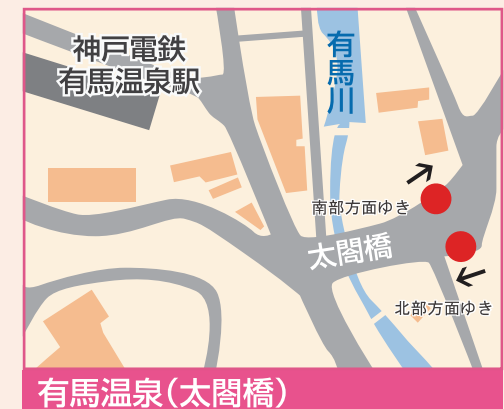 神戸電鉄
有馬温泉駅
有馬川
南部方面ゆき
太閤橋
北部方面ゆき
有馬温泉(太閤橋)